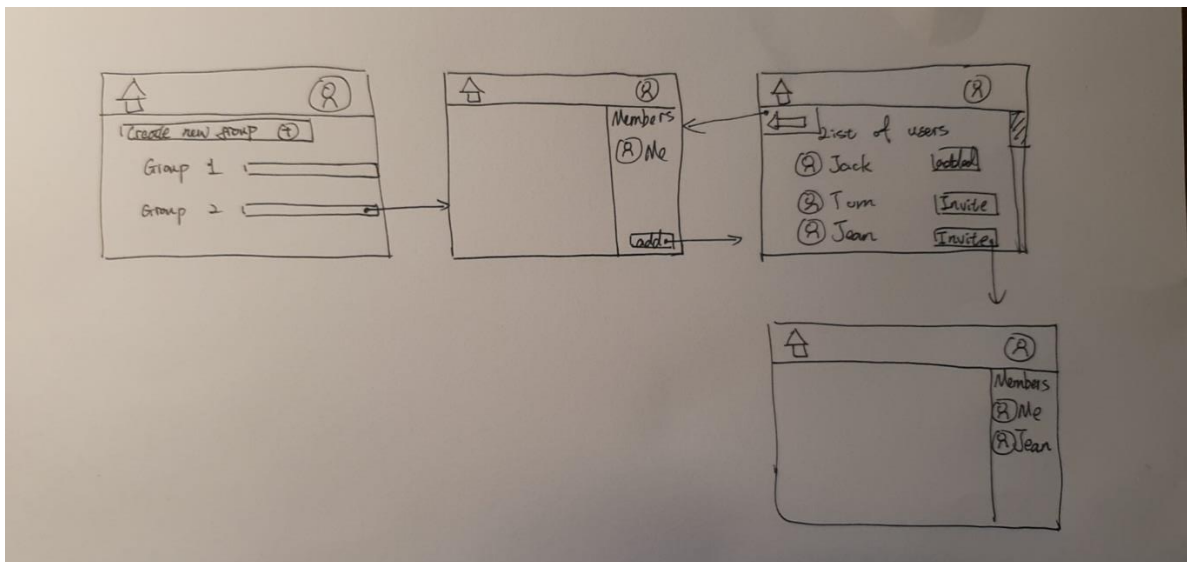 Create new group +
Group 1
Group 2
Members
Me
add
List of users
Jack added
Tom Invite
Jean Invite
Members
Me
Jean